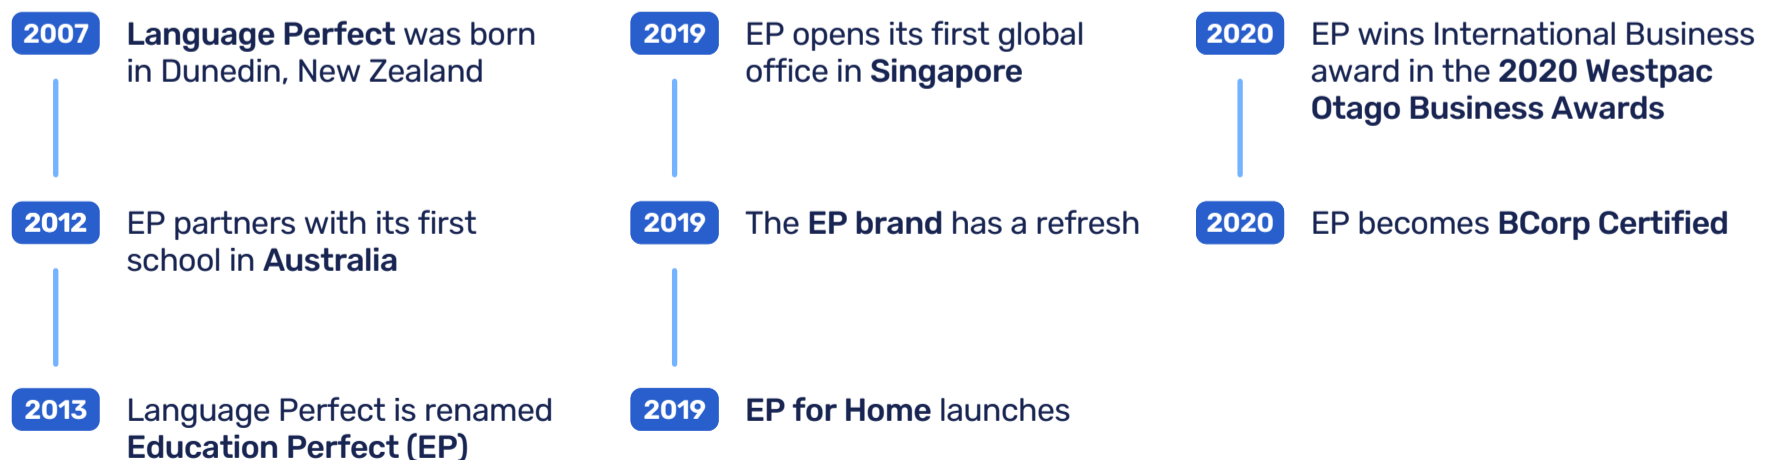 2007
Language Perfect was born
in Dunedin, New Zealand
2012
EP partners with its first
school in Australia
2013
Language Perfect is renamed
Education Perfect (EP)
2019
EP opens its first global
office in Singapore
2019
The EP brand has a refresh
2019
EP for Home launches
2020
EP wins International Business
award in the 2020 Westpac
Otago Business Awards
2020
EP becomes BCorp Certified